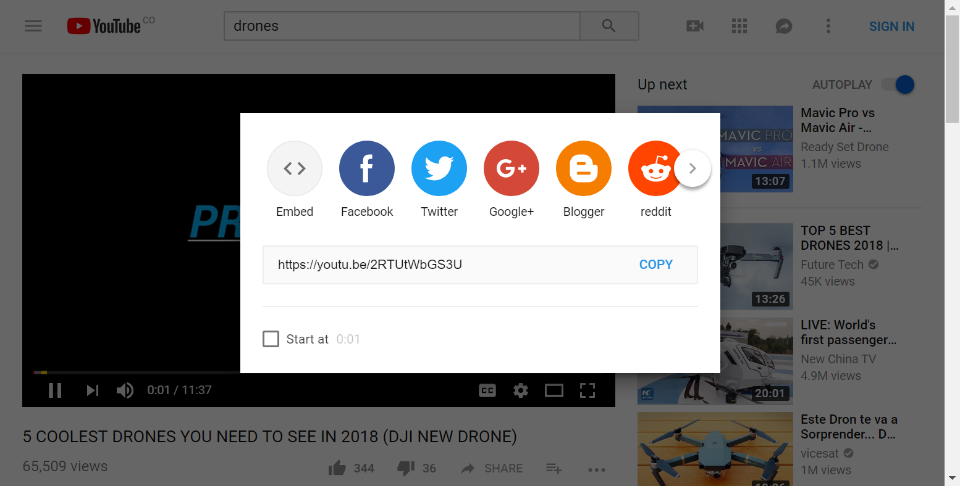 YouTube CO
drones
SIGN IN
Up next
AUTOPLAY
MAVIC PRO
VS
MAVIC AIR
13:07
Mavic Pro vs
Mavic Air -...
Ready Set Drone
1.1M views
Embed
Facebook
Twitter
Google+
Blogger
reddit
https://youtu.be/2RTUtWbGS3U
COPY
Start at 0:01
PR
13:26
TOP 5 BEST
DRONES 2018 |...
Future Tech
45K views
20:01
LIVE: World's
first passenger...
New China TV
4.9M views
0:01 / 11:37
5 COOLEST DRONES YOU NEED TO SEE IN 2018 (DJI NEW DRONE)
65,509 views
344
36
SHARE
Este Dron te va a
Sorprender... D...
vicesat
1M views